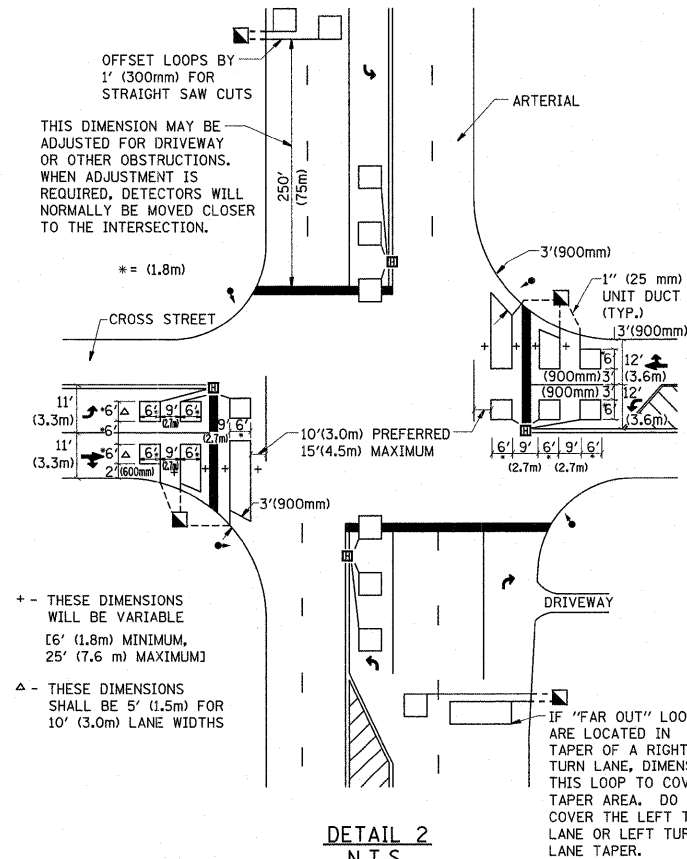 OFFSET LOOPS BY
1' (300mm) FOR
STRAIGHT SAW CUTS
ARTERIAL
THIS DIMENSION MAY BE
ADJUSTED FOR DRIVEWAY
OR OTHER OBSTRUCTIONS.
WHEN ADJUSTMENT IS
REQUIRED, DETECTORS WILL
NORMALLY BE MOVED CLOSER
TO THE INTERSECTION.
250'
(75m)
* = (1.8m)
H
3'(900mm)
1" (25 mm)
UNIT DUCT
(TYP.)
CROSS STREET
3'(900mm)
+ + +
*6'
12'
(3.6m)
(900mm) 3'
(900mm) 3'
12'
*6'
(3.6m)
H
11'
(3.3m)
*6'
△
6' 9' 6'
* (2.7m) *
9' 6'
(2.7m) *
*6'
11'
(3.3m)
*6'
△
6' 9' 6'
* (2.7m) *
2' (600mm)
+ + +
10'(3.0m) PREFERRED
15'(4.5m) MAXIMUM
H
6' 9' 6' 9' 6'
* (2.7m) * (2.7m) *
3'(900mm)
H
+ - THESE DIMENSIONS
WILL BE VARIABLE
[6' (1.8m) MINIMUM,
25' (7.6 m) MAXIMUM]
DRIVEWAY
△ - THESE DIMENSIONS
SHALL BE 5' (1.5m) FOR
10' (3.0m) LANE WIDTHS
IF "FAR OUT" LOO
ARE LOCATED IN
TAPER OF A RIGHT
TURN LANE, DIMENS
THIS LOOP TO COV
TAPER AREA. DO
COVER THE LEFT T
LANE OR LEFT TUR
LANE TAPER.
DETAIL 2
N.T.S.